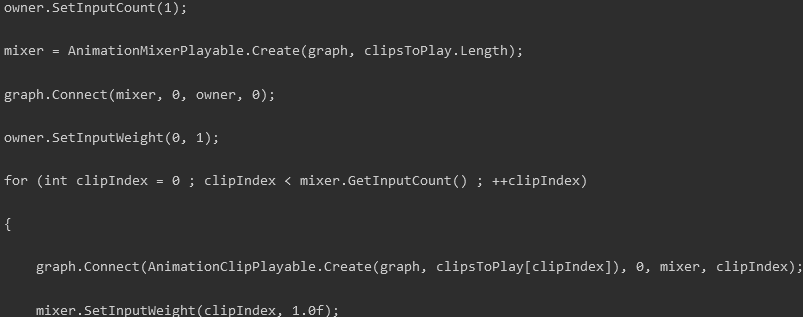 owner.SetInputCount(1);
mixer = AnimationMixerPlayable.Create(graph, clipsToPlay.Length);
graph.Connect(mixer, 0, owner, 0);
owner.SetInputWeight(0, 1);
for (int clipIndex = 0 ; clipIndex < mixer.GetInputCount() ; ++clipIndex)
{
    graph.Connect(AnimationClipPlayable.Create(graph, clipsToPlay[clipIndex]), 0, mixer, clipIndex);
    mixer.SetInputWeight(clipIndex, 1.0f);